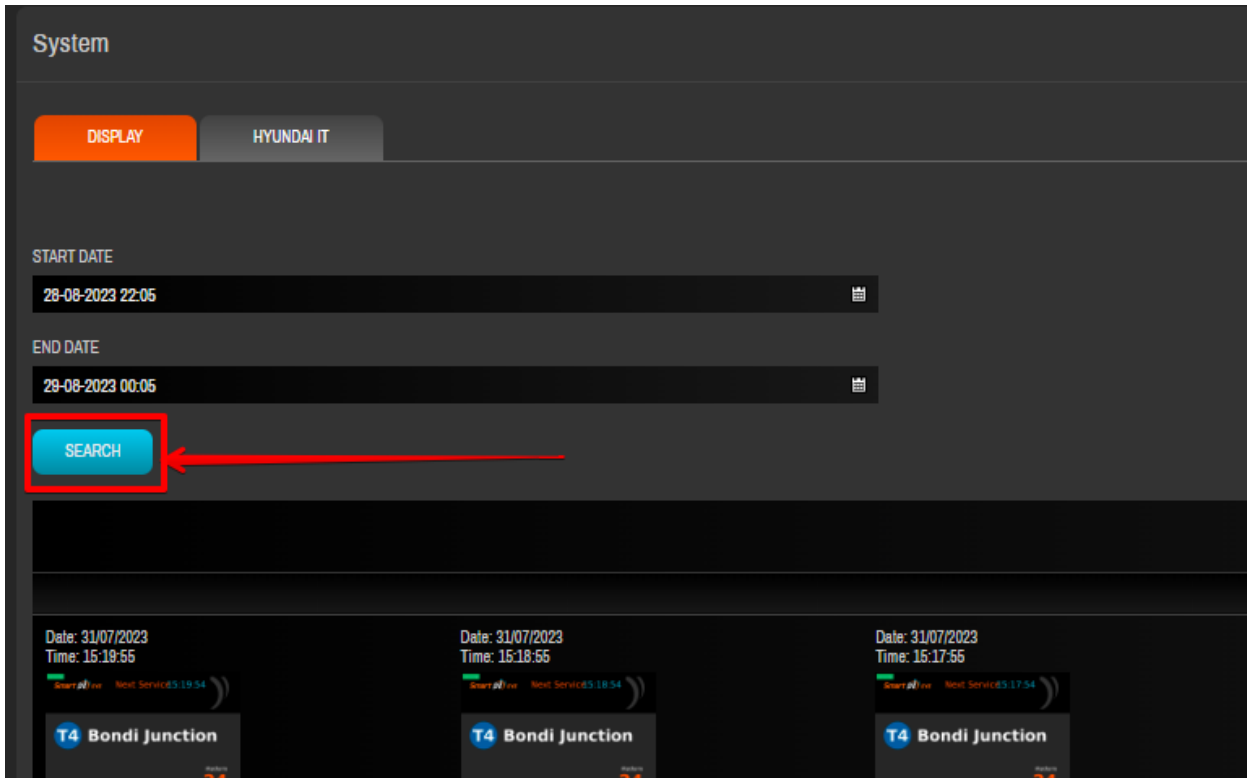 System
DISPLAY HYUNDAI IT
START DATE
28-08-2023 22:05
END DATE
29-08-2023 00:05
SEARCH
Date: 31/07/2023 Date: 31/07/2023 Date: 31/07/2023
Time: 15:19:55 Time: 15:18:55 Time: 15:17:55
Next Service 15:19:54 Next Service 15:18:54 Next Service 15:17:54
T4 Bondi Junction T4 Bondi Junction T4 Bondi Junction